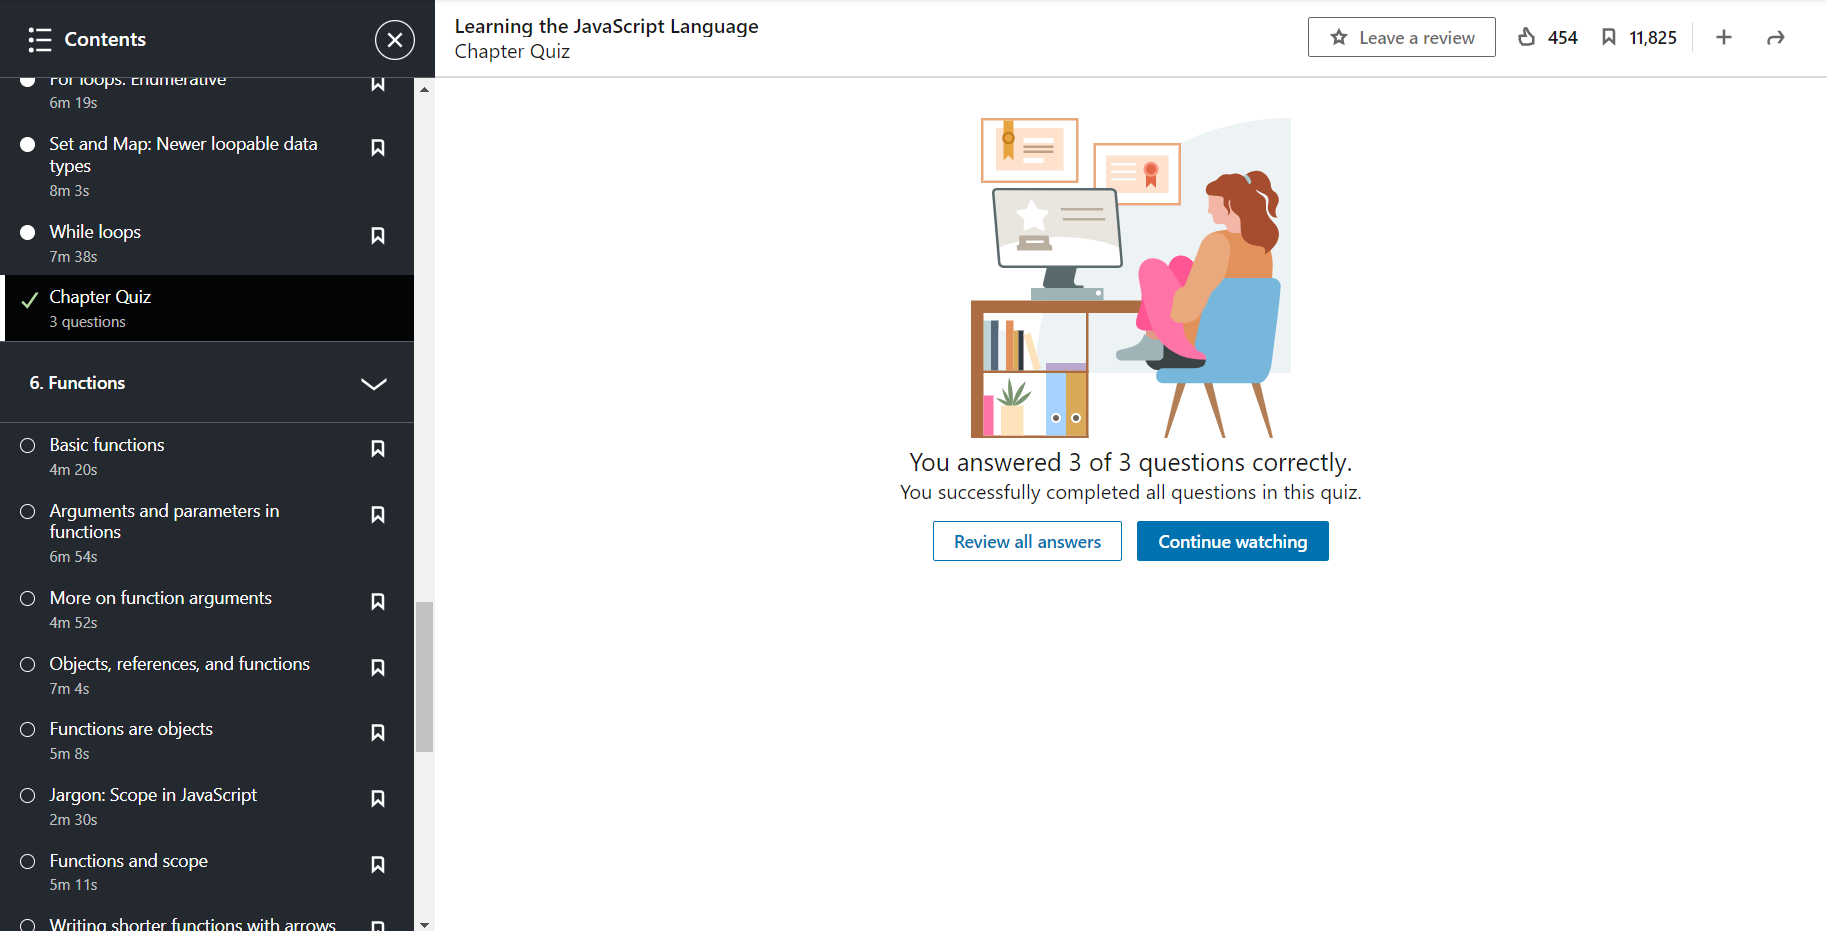 Contents
For loops: Enumerative
6m 19s
Set and Map: Newer loopable data
types
8m 3s
While loops
7m 38s
Chapter Quiz
3 questions
6. Functions
Basic functions
4m 20s
Arguments and parameters in
functions
6m 54s
More on function arguments
4m 52s
Objects, references, and functions
7m 4s
Functions are objects
5m 8s
Jargon: Scope in JavaScript
2m 30s
Functions and scope
5m 11s
Writing shorter functions with arrows
Learning the JavaScript Language
Chapter Quiz
Leave a review
454
11,825
You answered 3 of 3 questions correctly.
You successfully completed all questions in this quiz.
Review all answers
Continue watching